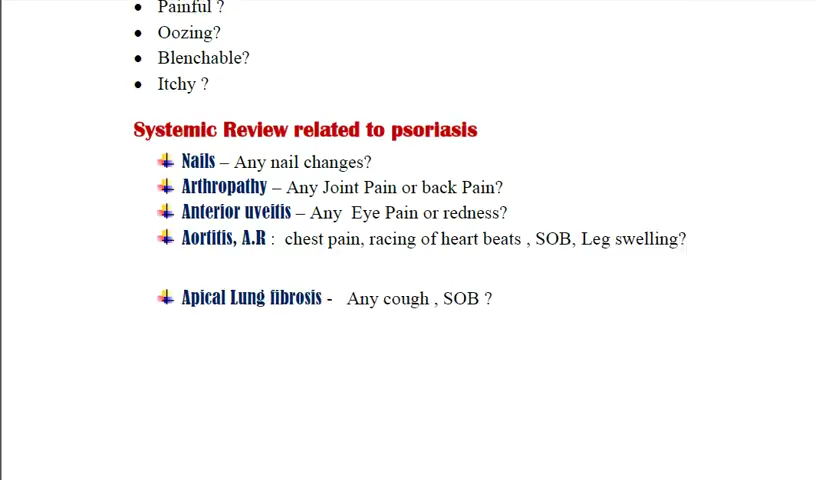 Painful ?
Oozing?
Blenchable?
Itchy ?
Systemic Review related to psoriasis
Nails – Any nail changes?
Arthropathy – Any Joint Pain or back Pain?
Anterior uveitis – Any Eye Pain or redness?
Aortitis, A.R : chest pain, racing of heart beats , SOB, Leg swelling?
Apical Lung fibrosis - Any cough , SOB ?